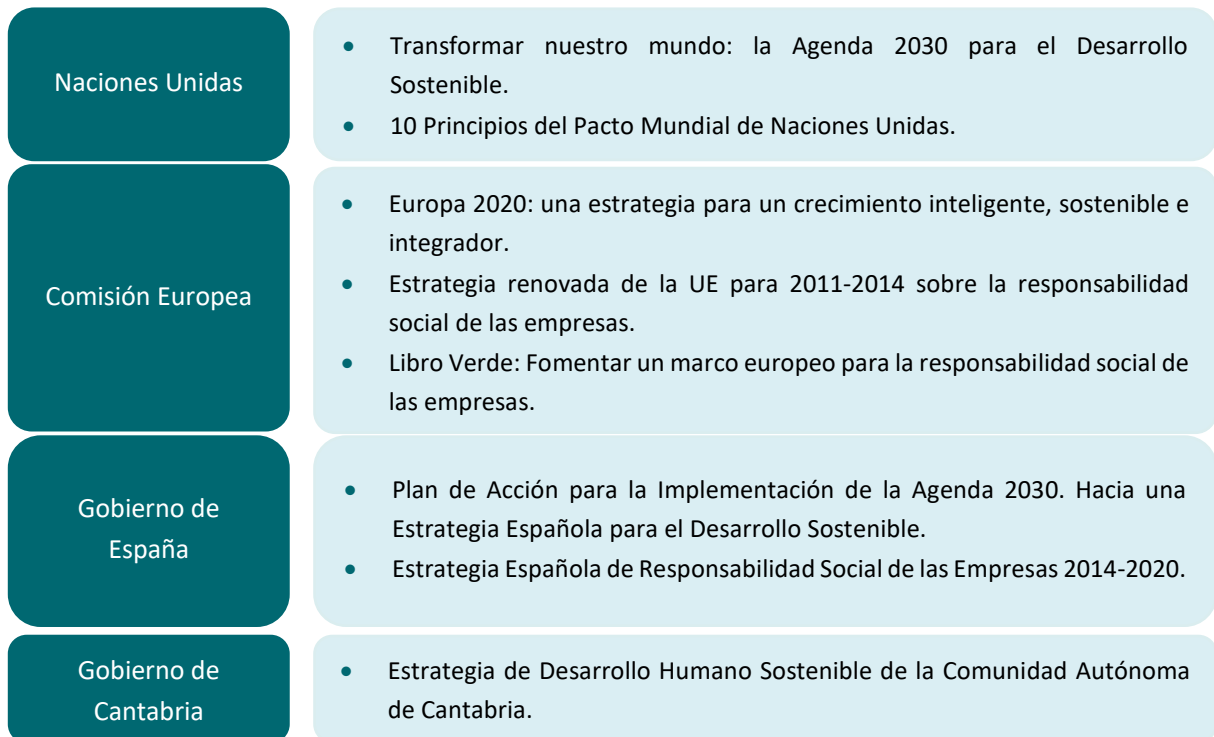 Naciones Unidas
• Transformar nuestro mundo: la Agenda 2030 para el Desarrollo
Sostenible.
• 10 Principios del Pacto Mundial de Naciones Unidas.
Comisión Europea
• Europa 2020: una estrategia para un crecimiento inteligente, sostenible e
integrador.
• Estrategia renovada de la UE para 2011-2014 sobre la responsabilidad
social de las empresas.
• Libro Verde: Fomentar un marco europeo para la responsabilidad social de
las empresas.
Gobierno de
España
• Plan de Acción para la Implementación de la Agenda 2030. Hacia una
Estrategia Española para el Desarrollo Sostenible.
• Estrategia Española de Responsabilidad Social de las Empresas 2014-2020.
Gobierno de
Cantabria
• Estrategia de Desarrollo Humano Sostenible de la Comunidad Autónoma
de Cantabria.